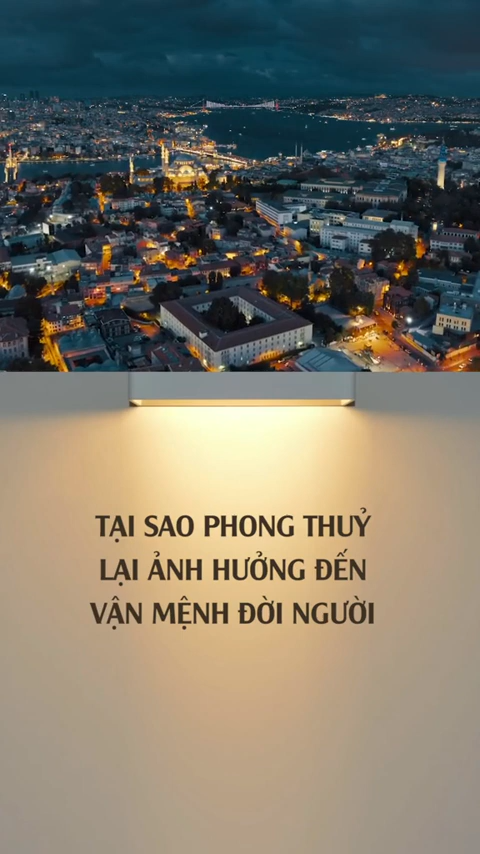 TẠI SAO PHONG THUỶ
LẠI ẢNH HƯỞNG ĐẾN
VẬN MỆNH ĐỜI NGƯỜI